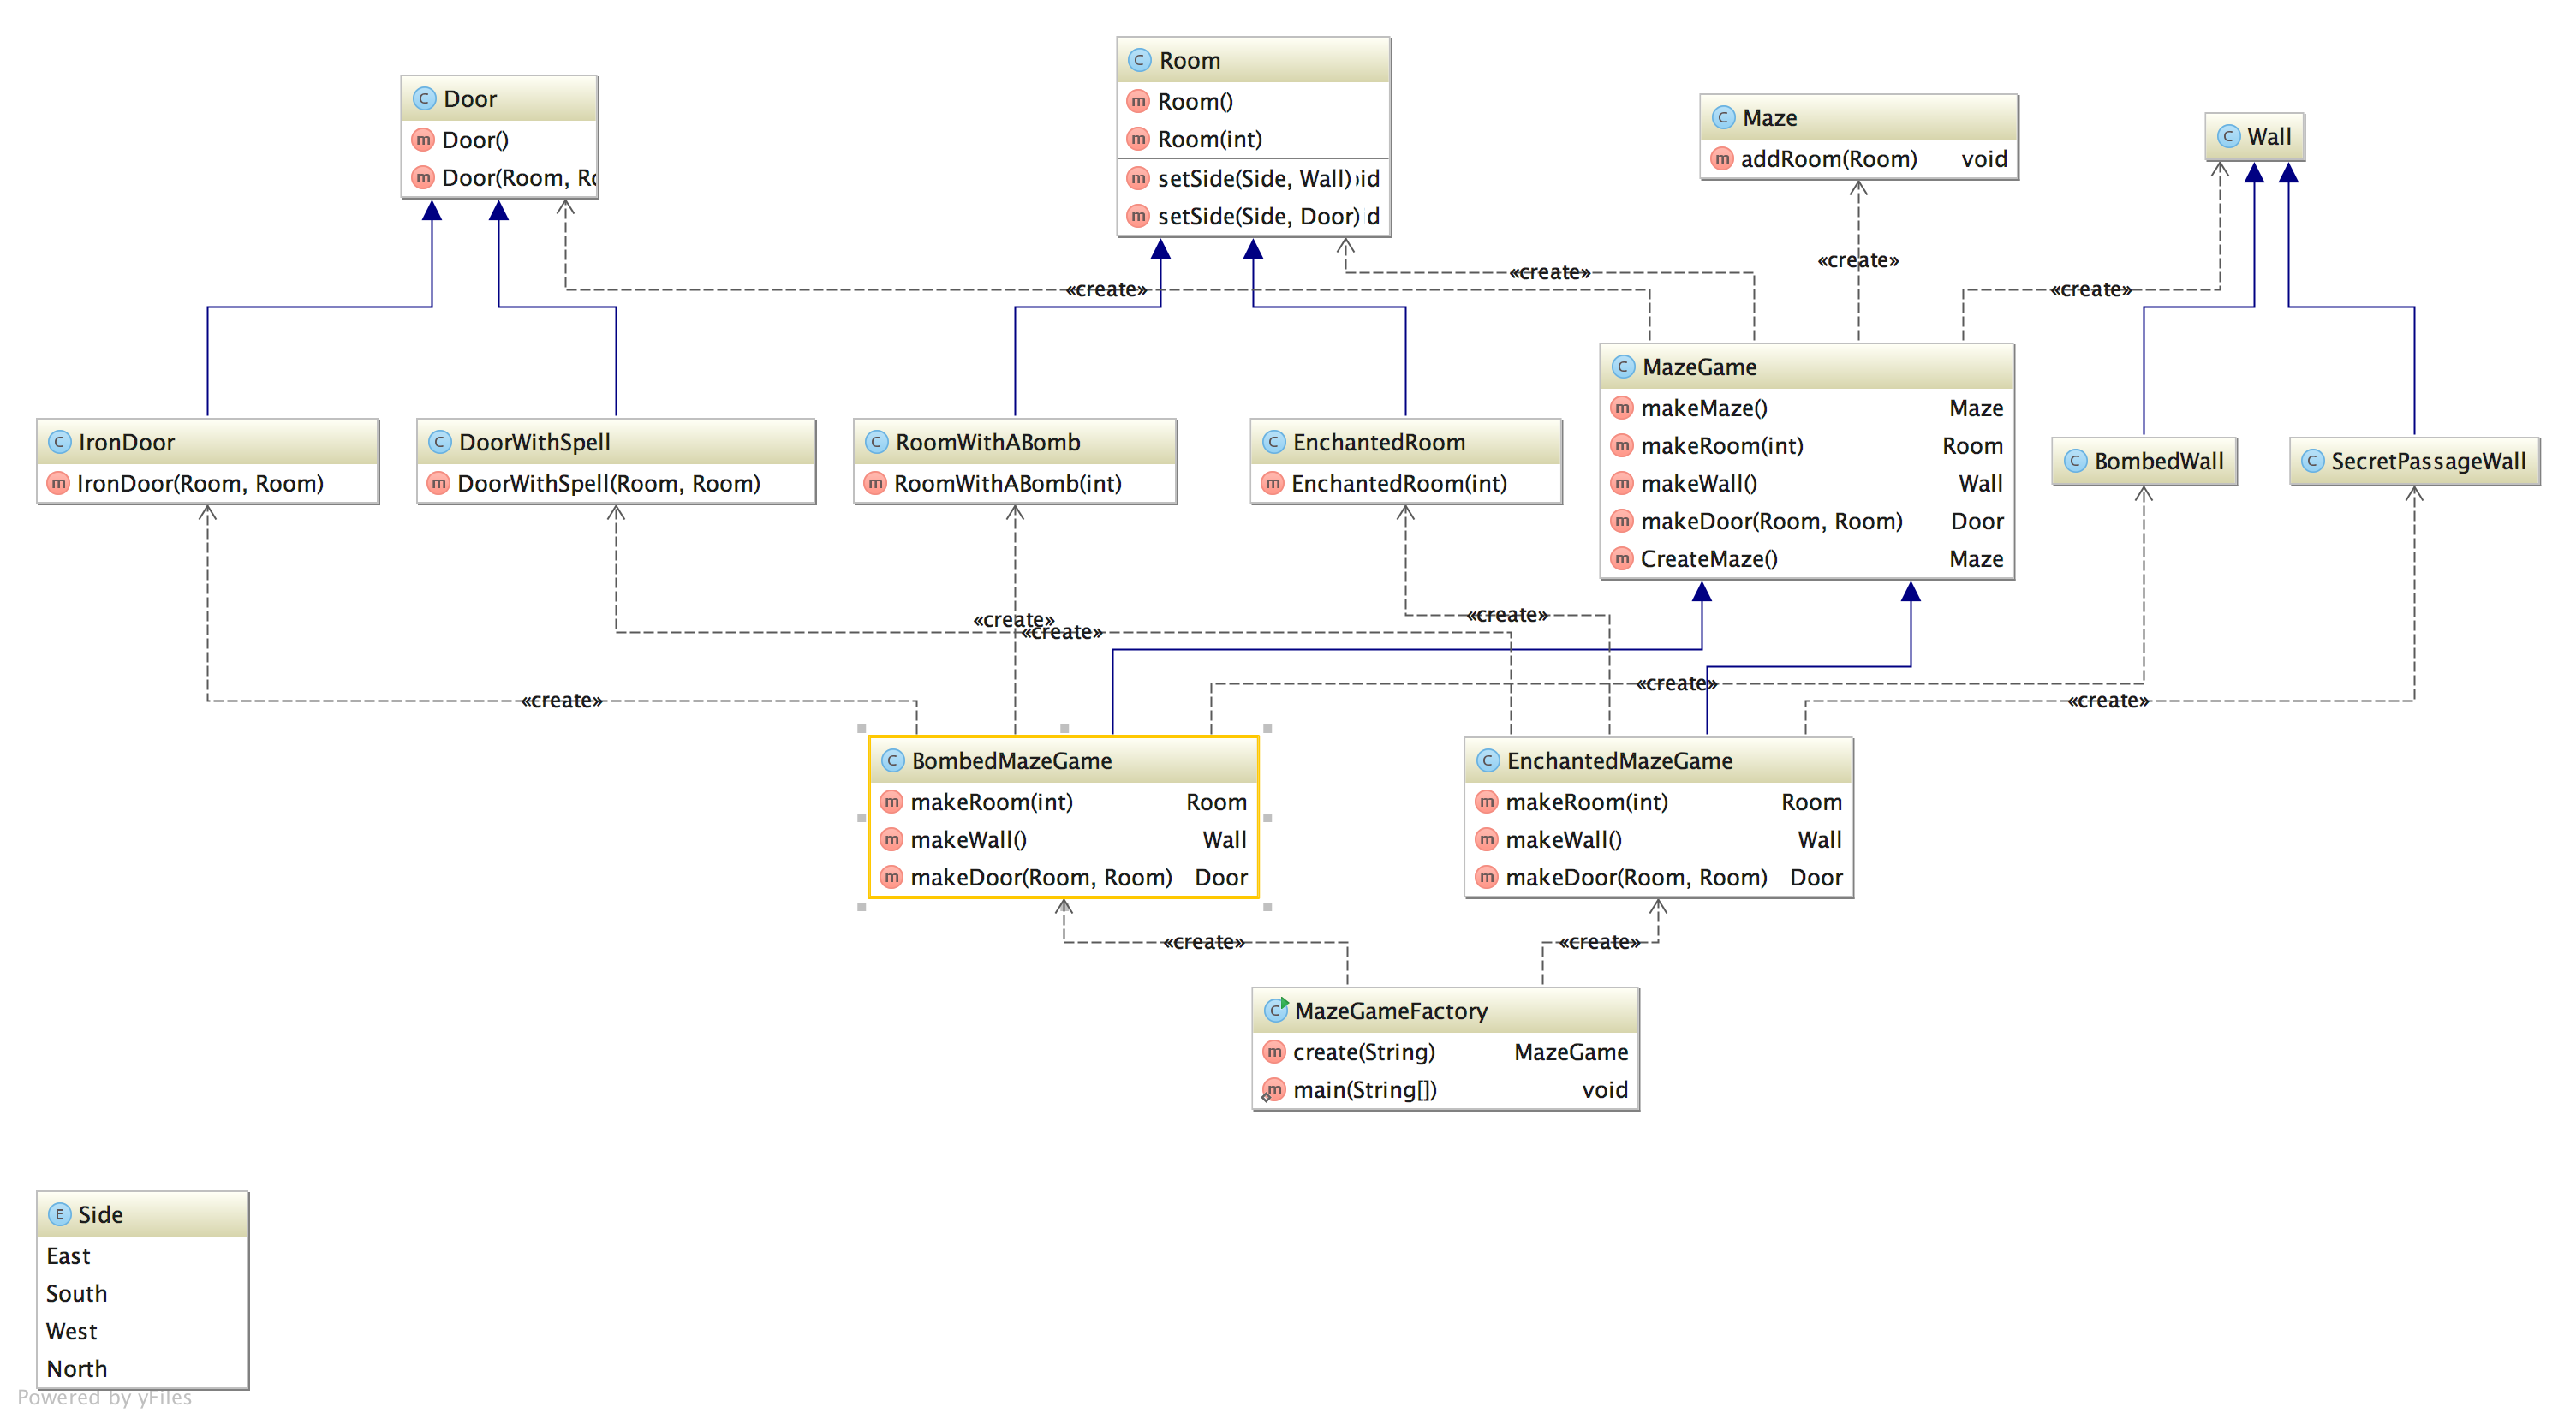 Door
Door()
Door(Room, Ro
Room
Room()
Room(int)
setSide(Side, Wall) id
setSide(Side, Door) d
Maze
addRoom(Room) void
Wall
«create»
«create»
«create»
«create»
MazeGame
makeMaze() Maze
makeRoom(int) Room
makeWall() Wall
makeDoor(Room, Room) Door
CreateMaze() Maze
IronDoor
IronDoor(Room, Room)
DoorWithSpell
DoorWithSpell(Room, Room)
RoomWithABomb
RoomWithABomb(int)
EnchantedRoom
EnchantedRoom(int)
BombedWall
SecretPassageWall
«create»
«create»
«create»
«create»
«create»
«create»
BombedMazeGame
makeRoom(int) Room
makeWall() Wall
makeDoor(Room, Room) Door
EnchantedMazeGame
makeRoom(int) Room
makeWall() Wall
makeDoor(Room, Room) Door
«create»
«create»
MazeGameFactory
create(String) MazeGame
main(String[]) void
Side
East
South
West
North
Powered by yFiles